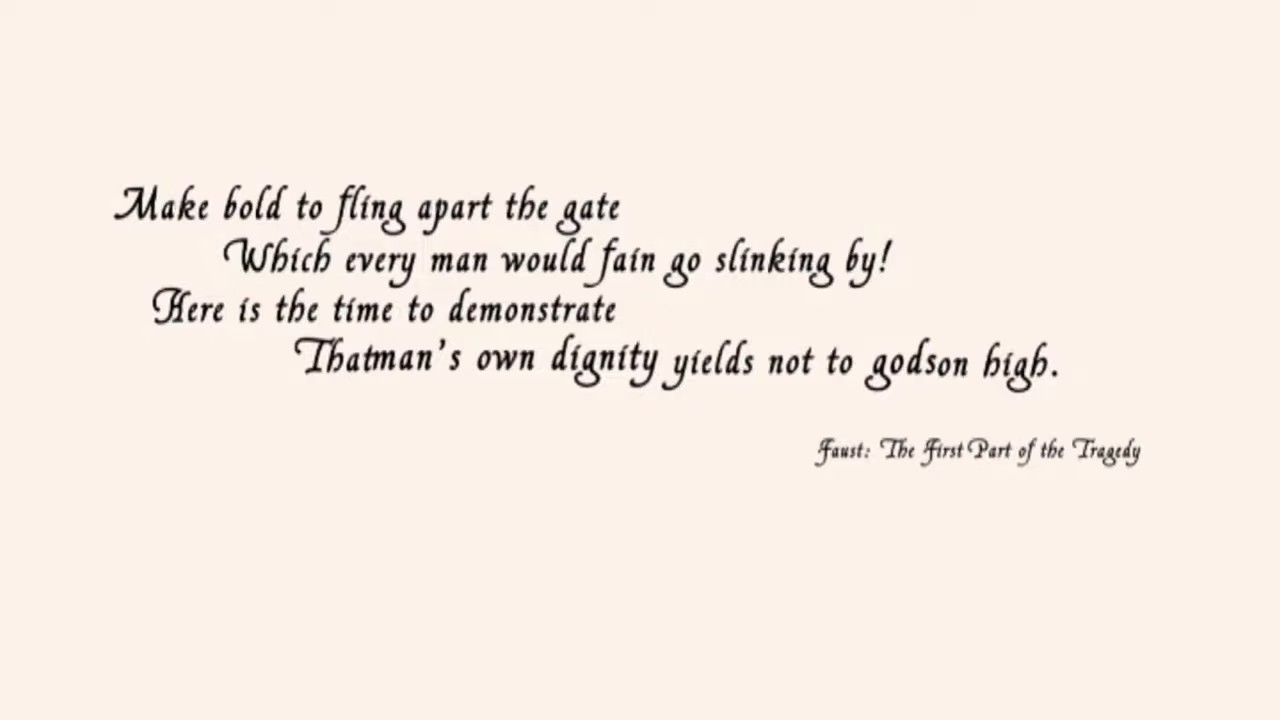 Make bold to fling apart the gate
Which every man would fain go slinking by!
Here is the time to demonstrate
Thatman's own dignity yields not to godson high.
Faust: The First Part of the Tragedy